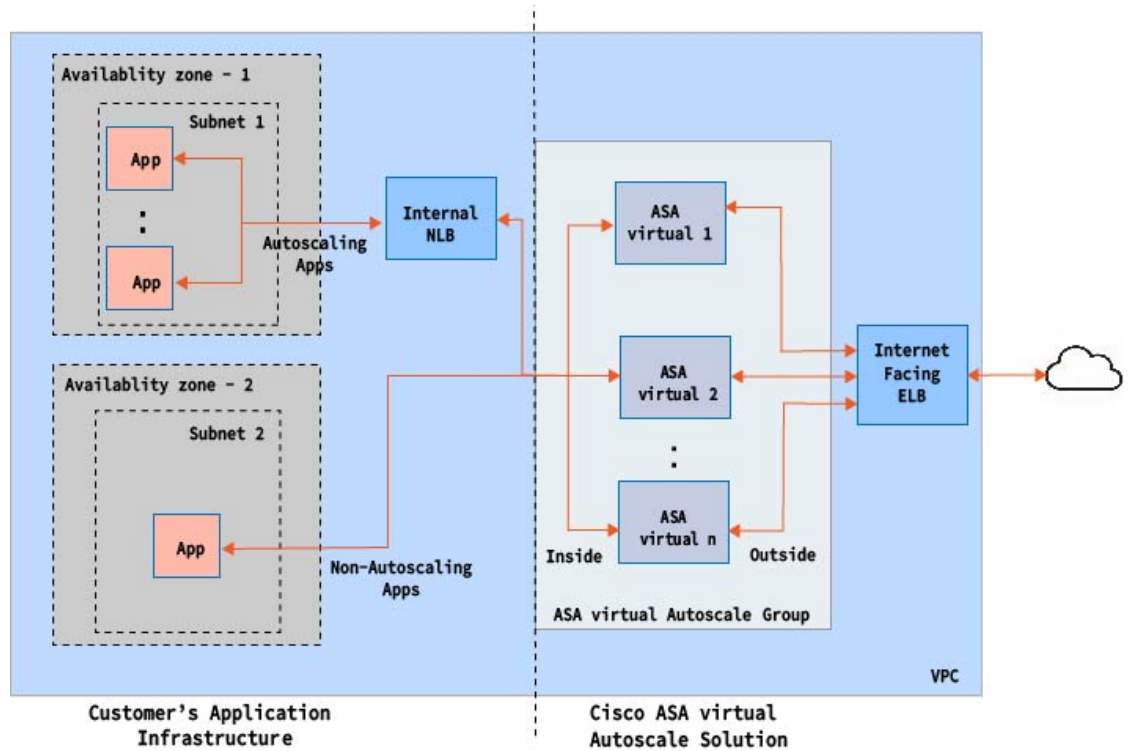 Availablity zone - 1
Subnet 1
App
:
App
Autoscaling
Apps
Internal
NLB
Availablity zone - 2
Subnet 2
App
Non-Autoscaling
Apps
ASA
virtual 1
ASA
virtual 2
:
ASA
virtual n
Inside
Outside
ASA virtual Autoscale Group
Internet
Facing
ELB
VPC
Customer's Application
Infrastructure
Cisco ASA virtual
Autoscale Solution